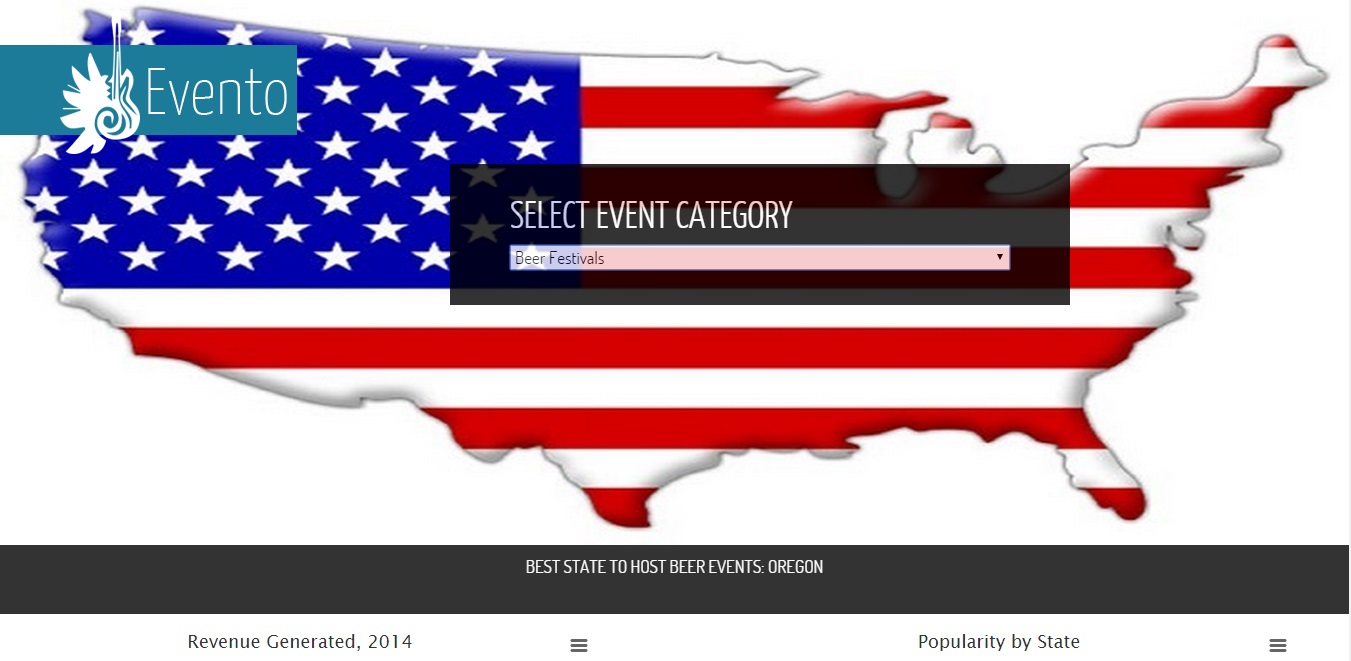 Evento
SELECT EVENT CATEGORY
Beer Festivals
BEST STATE TO HOST BEER EVENTS: OREGON
Revenue Generated, 2014
Popularity by State